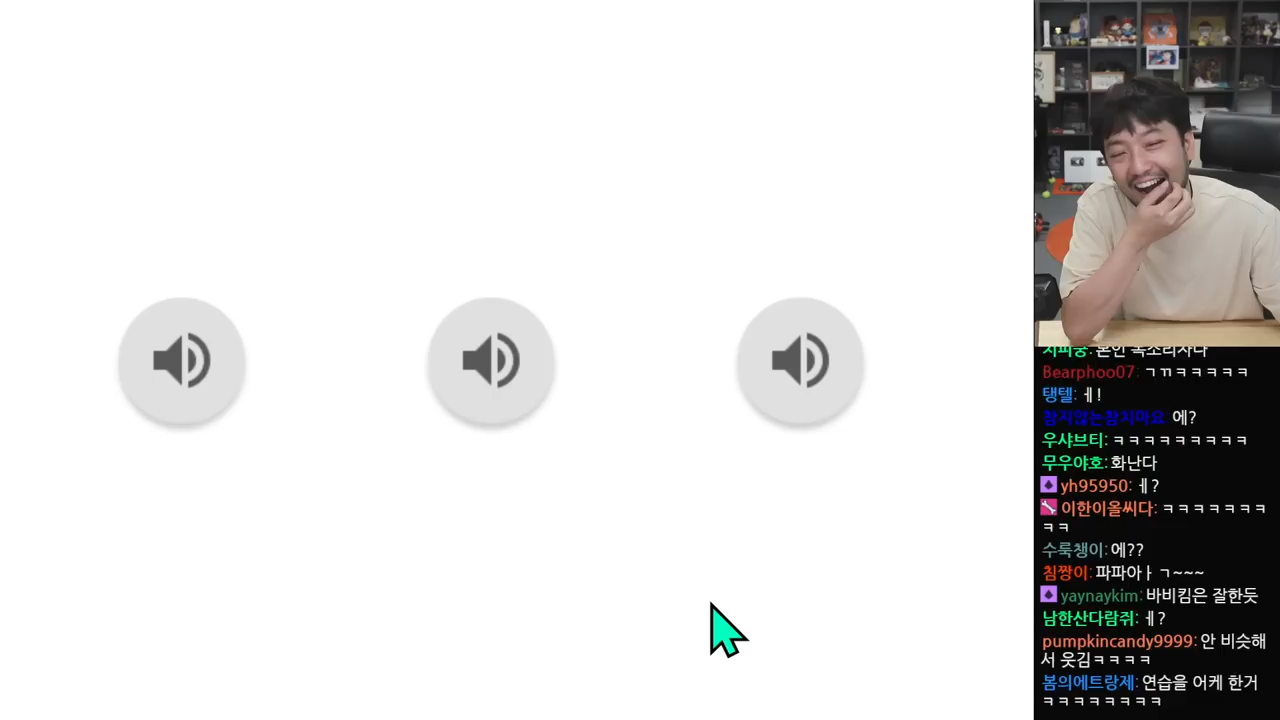 Bearphoo07: ㄱㄲㅋㅋㅋㅋㅋ
탱텔: ㅔ!
참지않는참치마요: 에?
우샤브티: ㅋㅋㅋㅋㅋㅋㅋㅋㅋ
무우야호: 화난다
yh95950: ㅔ?
이한이올씨다: ㅋㅋㅋㅋㅋㅋㅋ
ㅋㅋ
수룩챙이: 에??
침짱이: 파파아ㅏ ㄱ~~~
yaynaykim: 바비킴은 잘한듯
남한산다람쥐: ㅔ?
pumpkincandy9999: 안 비슷해
서 웃김ㅋㅋㅋㅋ
봄의에트랑제: 연습을 어케 한거
ㅋㅋㅋㅋㅋㅋㅋㅋ